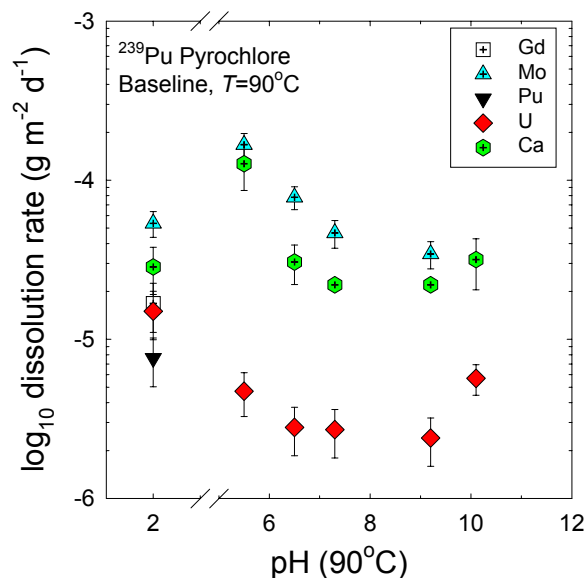 ²³⁹Pu Pyrochlore
Baseline, T=90°C
Gd
Mo
Pu
U
Ca
log₁₀ dissolution rate (g m⁻² d⁻¹)
-3
-4
-5
-6
2 6 8 10 12
pH (90°C)